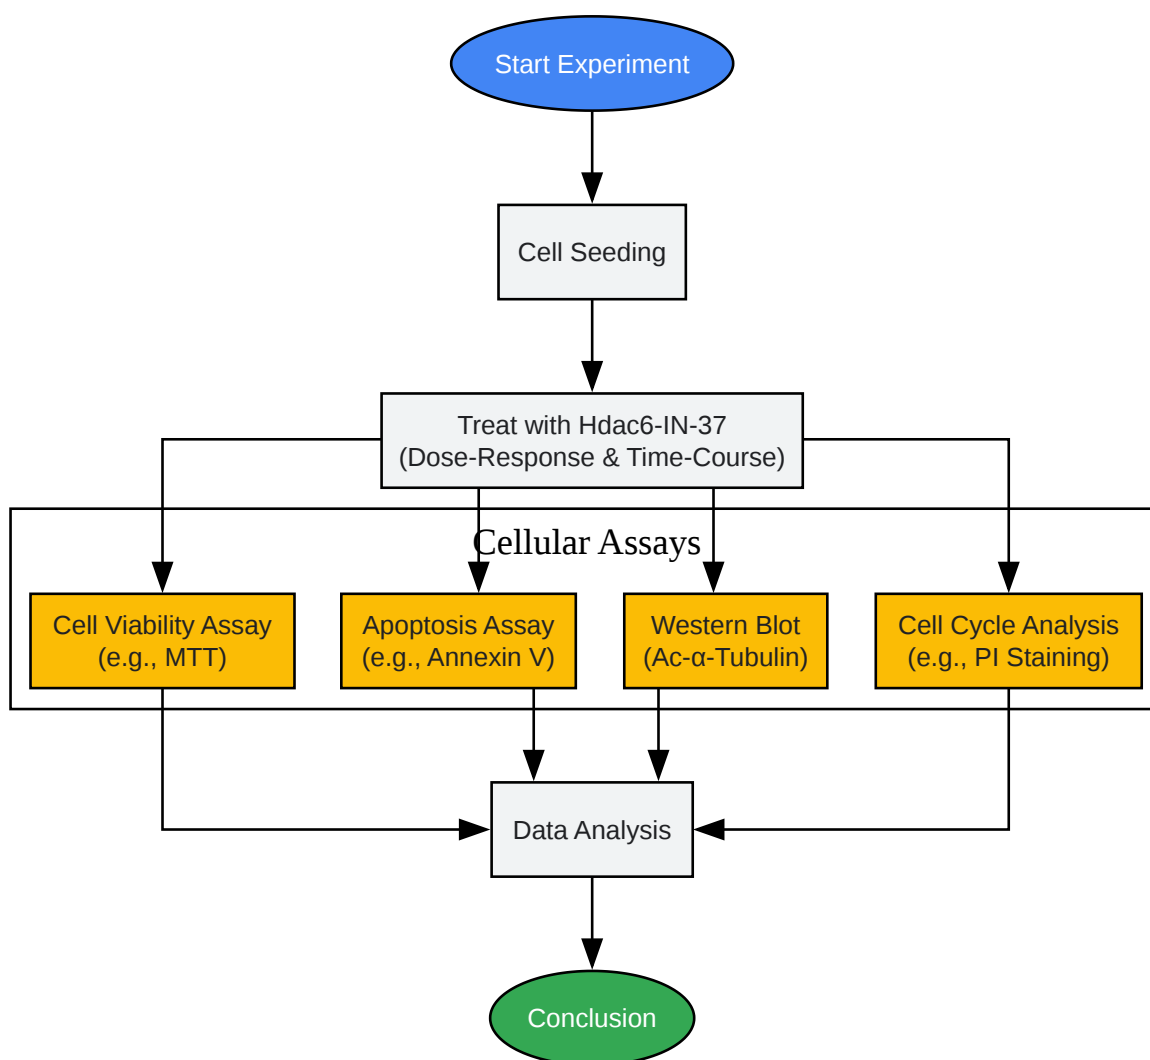 Start Experiment
Cell Seeding
Treat with Hdac6-IN-37
(Dose-Response & Time-Course)
Cellular Assays
Cell Viability Assay
(e.g., MTT)
Apoptosis Assay
(e.g., Annexin V)
Western Blot
(Ac-α-Tubulin)
Cell Cycle Analysis
(e.g., PI Staining)
Data Analysis
Conclusion